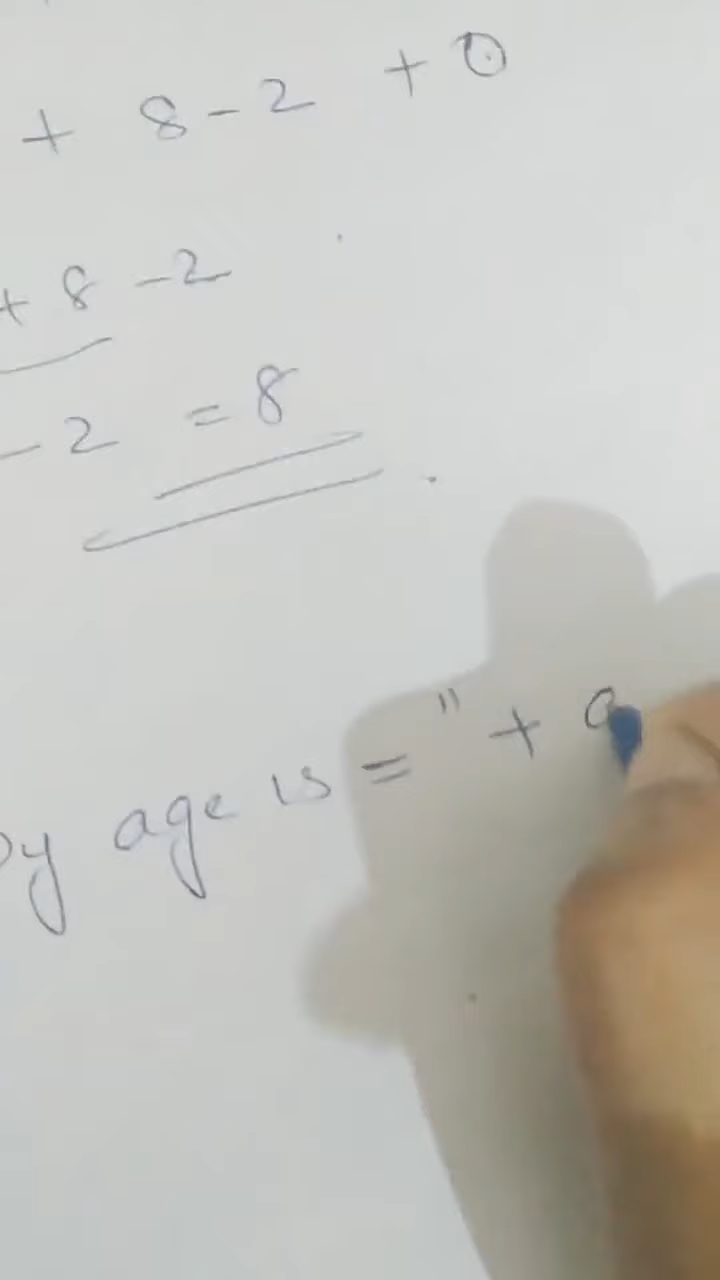 + 8 - 2 + 0
+ 8 - 2
- 2 = 8
y age is = " + a